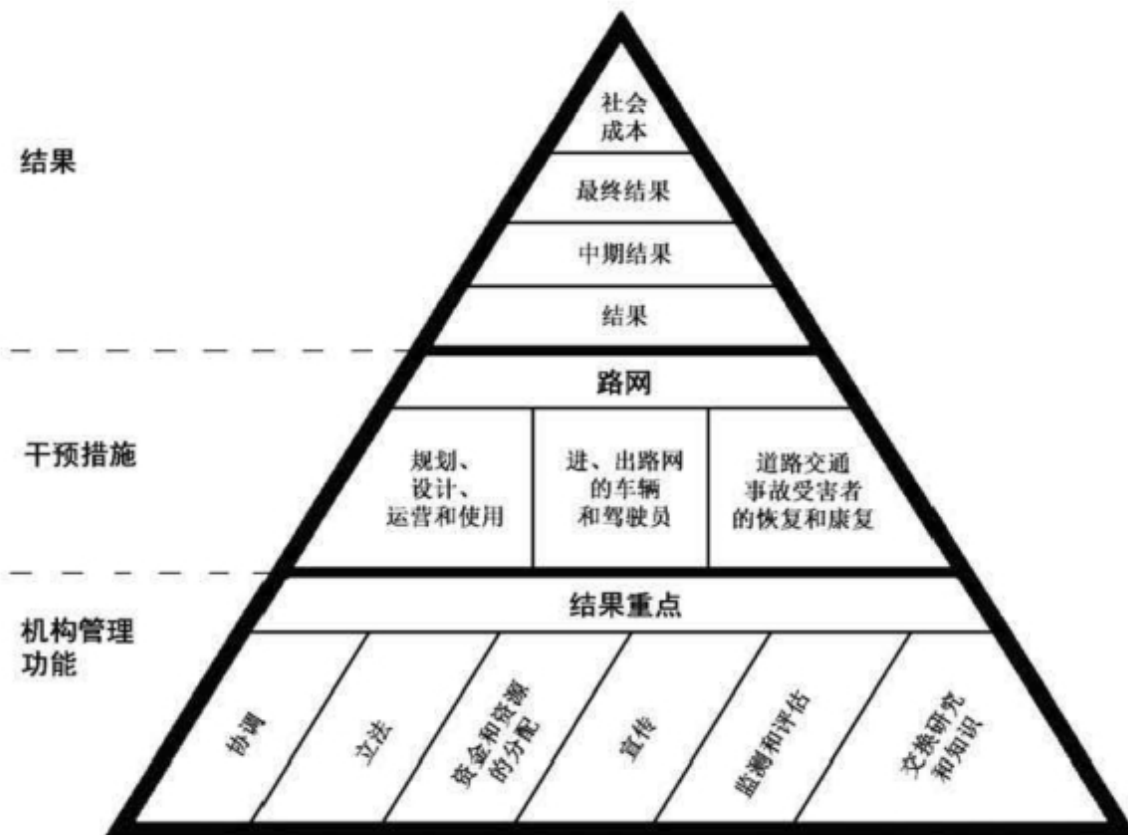 社会
成本
结果
最终结果
中期结果
结果
路网
干预措施
规划、
设计、
运营和使用
进、出路网
的车辆
和驾驶员
道路交通
事故受害者
的恢复和康复
结果重点
机构管理
功能
协调
立法
资金和资源
的分配
宣传
监测和评估
交换研究
和知识